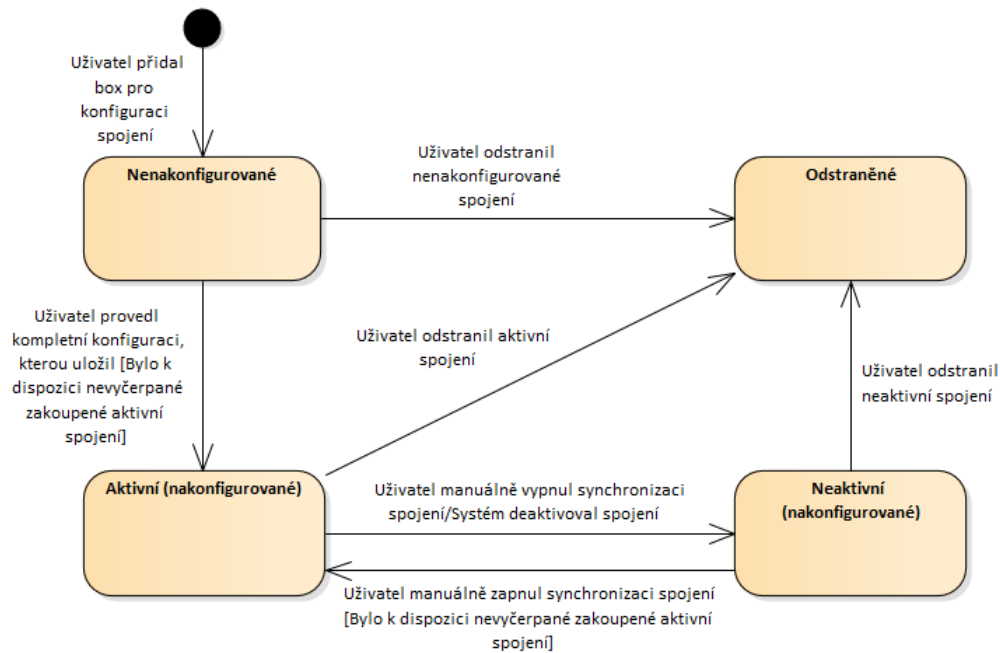 Uživatel přidal
box pro
konfiguraci
spojení
Nenakonfigurované
Uživatel odstranil
nenakonfigurované
spojení
Odstraněné
Uživatel provedl
kompletní konfiguraci,
kterou uložil [Bylo k
dispozici nevyčerpané
zakoupené aktivní
spojení]
Uživatel odstranil aktivní
spojení
Uživatel odstranil
neaktivní spojení
Aktivní (nakonfigurované)
Uživatel manuálně vypnul synchronizaci
spojení/Systém deaktivoval spojení
Neaktivní
(nakonfigurované)
Uživatel manuálně zapnul synchronizaci spojení
[Bylo k dispozici nevyčerpané zakoupené aktivní
spojení]